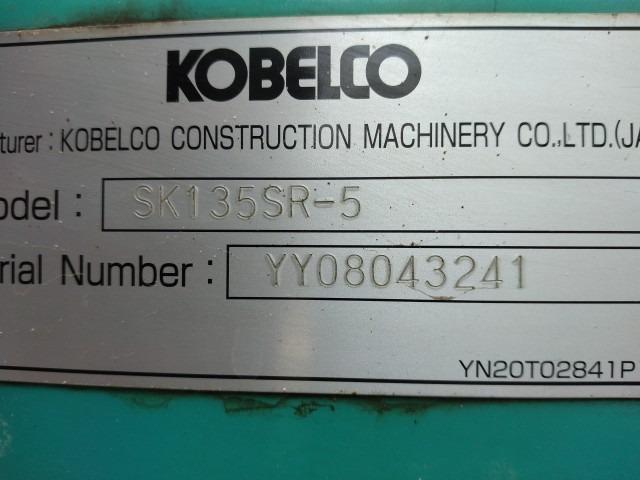 KOBELCO
turer : KOBELCO CONSTRUCTION MACHINERY CO.,LTD.(JA
odel : SK135SR-5
rial Number : YY08043241
YN20T02841P